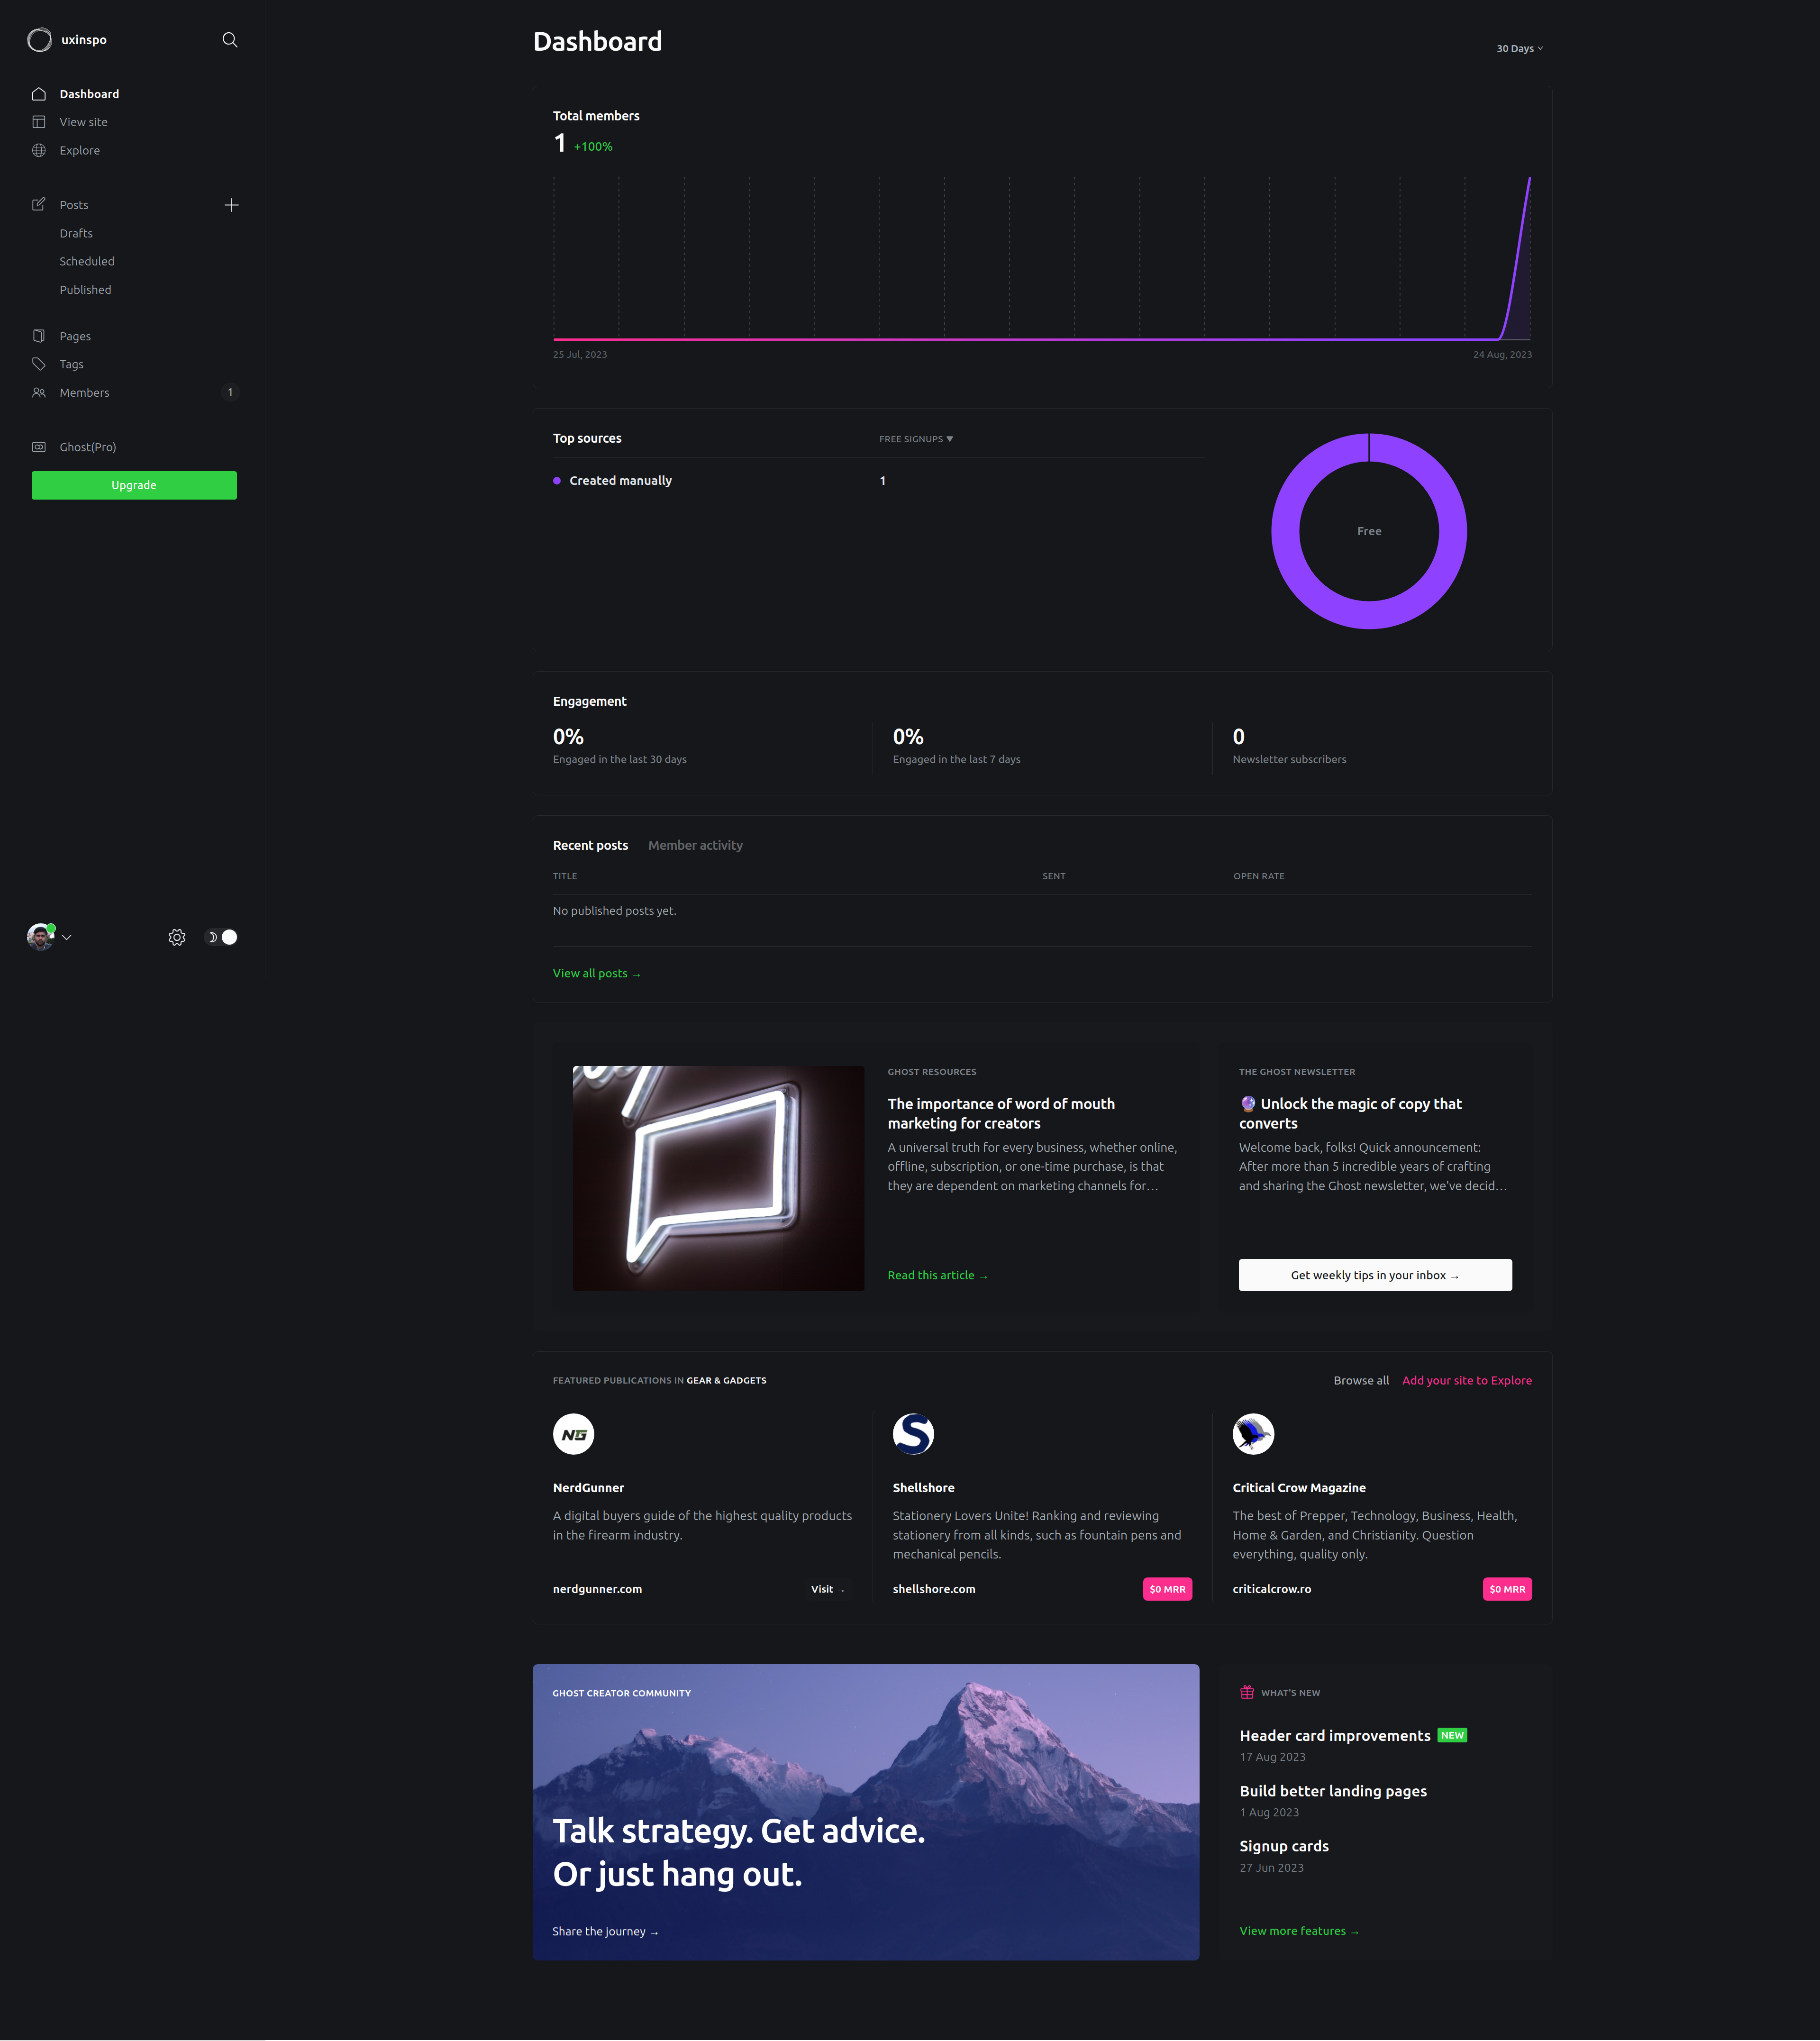 uxinspo
Dashboard
View site
Explore
Posts
Drafts
Scheduled
Published
Pages
Tags
Members 1
Ghost(Pro)
Upgrade
Dashboard
30 Days
Total members
1 +100%
25 Jul, 2023 24 Aug, 2023
Top sources FREE SIGNUPS ▼
Created manually 1
Free
Engagement
0%
Engaged in the last 30 days
0%
Engaged in the last 7 days
0
Newsletter subscribers
Recent posts Member activity
TITLE SENT OPEN RATE
No published posts yet.
View all posts →
GHOST RESOURCES
The importance of word of mouth
marketing for creators
A universal truth for every business, whether online,
offline, subscription, or one-time purchase, is that
they are dependent on marketing channels for…
Read this article →
THE GHOST NEWSLETTER
🔮 Unlock the magic of copy that
converts
Welcome back, folks! Quick announcement:
After more than 5 incredible years of crafting
and sharing the Ghost newsletter, we've decid…
Get weekly tips in your inbox →
FEATURED PUBLICATIONS IN GEAR & GADGETS
Browse all Add your site to Explore
NG
NerdGunner
A digital buyers guide of the highest quality products
in the firearm industry.
nerdgunner.com Visit →
S
Shellshore
Stationery Lovers Unite! Ranking and reviewing
stationery from all kinds, such as fountain pens and
mechanical pencils.
shellshore.com $0 MRR
Critical Crow Magazine
The best of Prepper, Technology, Business, Health,
Home & Garden, and Christianity. Question
everything, quality only.
criticalcrow.ro $0 MRR
GHOST CREATOR COMMUNITY
Talk strategy. Get advice.
Or just hang out.
Share the journey →
WHAT'S NEW
Header card improvements NEW
17 Aug 2023
Build better landing pages
1 Aug 2023
Signup cards
27 Jun 2023
View more features →